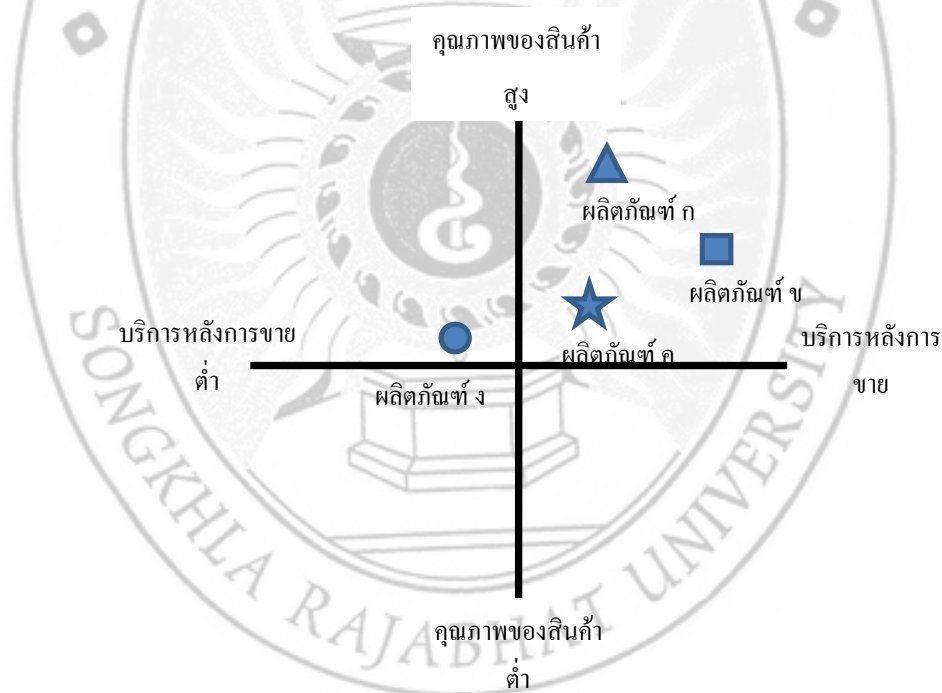 คุณภาพของสินค้า
สูง
ผลิตภัณฑ์ ก
ผลิตภัณฑ์ ข
บริการหลังการขาย
ต่ำ
ผลิตภัณฑ์ ค
บริการหลังการ
ขาย
ผลิตภัณฑ์ ง
คุณภาพของสินค้า
ต่ำ
SONGKHLA RAJABHAT UNIVERSITY